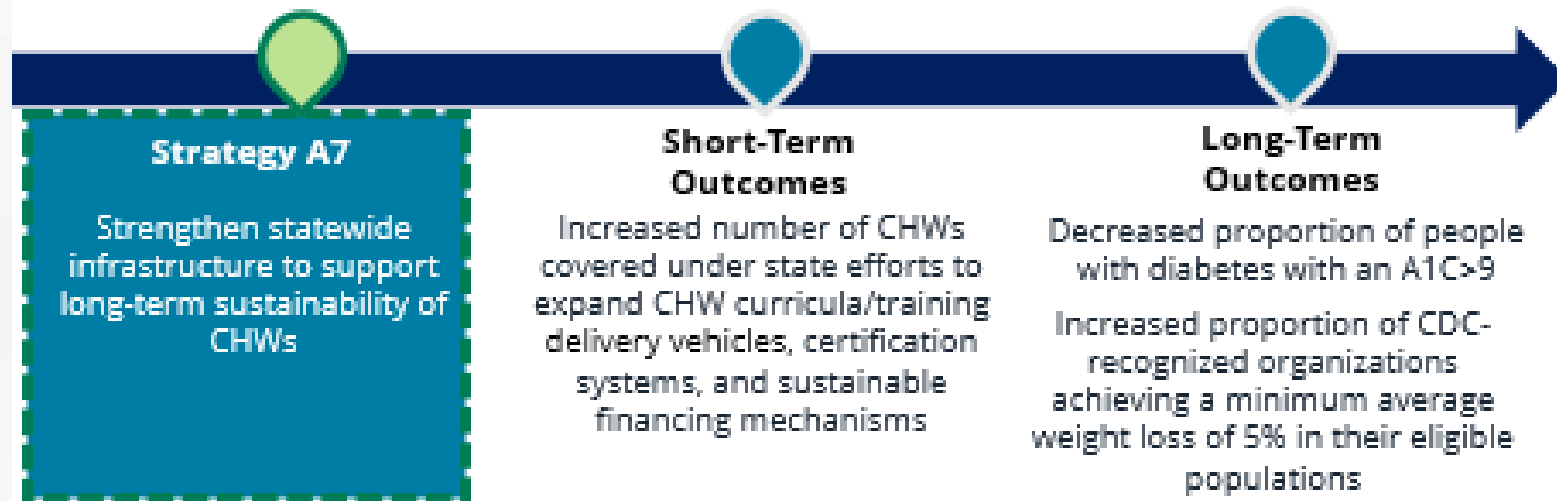 Strategy A7
Strengthen statewide
infrastructure to support
long-term sustainability of
CHWs
Short-Term
Outcomes
Increased number of CHWs
covered under state efforts to
expand CHW curricula/training
delivery vehicles, certification
systems, and sustainable
financing mechanisms
Long-Term
Outcomes
Decreased proportion of people
with diabetes with an A1C>9
Increased proportion of CDC-
recognized organizations
achieving a minimum average
weight loss of 5% in their eligible
populations